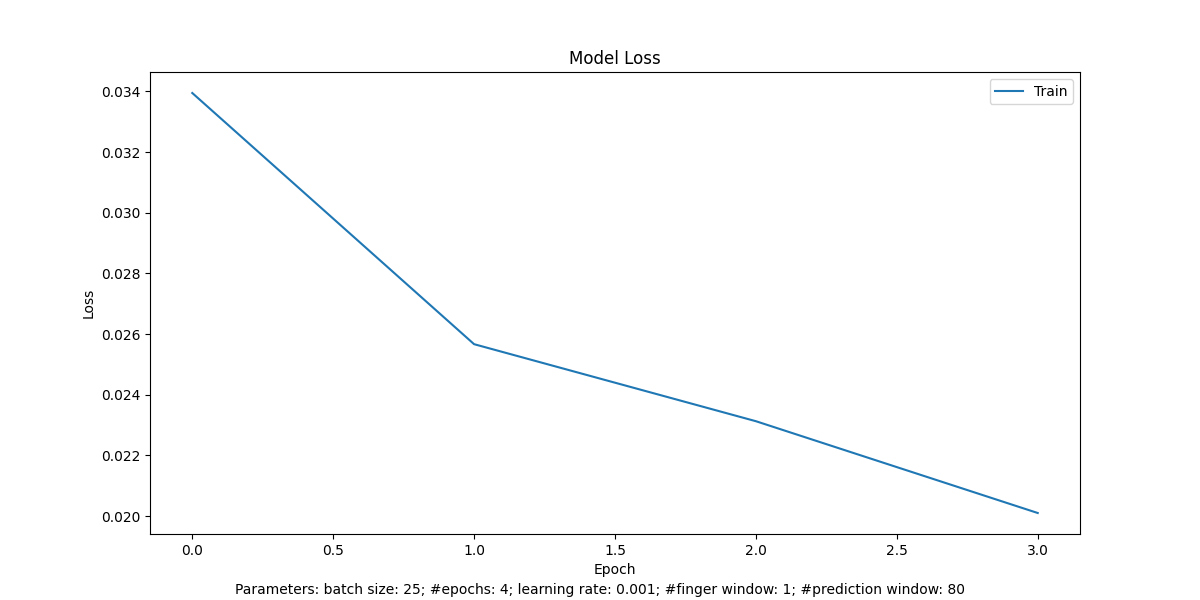 Model Loss
Train
0.034
0.032
0.030
0.028
0.026
0.024
0.022
0.020
Loss
0.0 0.5 1.0 1.5 2.0 2.5 3.0
Epoch
Parameters: batch size: 25; #epochs: 4; learning rate: 0.001; #finger window: 1; #prediction window: 80